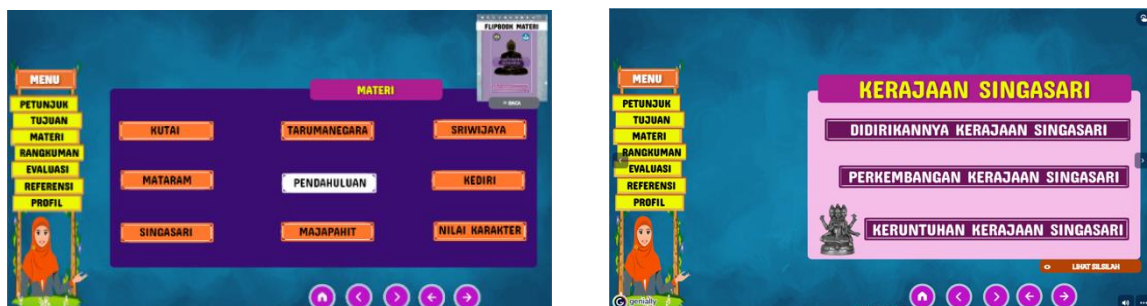 FLIPBOOK MATERI
BACA
MENU
PETUNJUK
TUJUAN
MATERI
RANGKUMAN
EVALUASI
REFERENSI
PROFIL
MATERI
KUTAI
TARUMANEGARA
SRIWIJAYA
MATARAM
PENDAHULUAN
KEDIRI
SINGASARI
MAJAPAHIT
NILAI KARAKTER
MENU
PETUNJUK
TUJUAN
MATERI
RANGKUMAN
EVALUASI
REFERENSI
PROFIL
KERAJAAN SINGASARI
DIDIRIKANNYA KERAJAAN SINGASARI
PERKEMBANGAN KERAJAAN SINGASARI
KERUNTUHAN KERAJAAN SINGASARI
LIHAT SILSILAH
genially